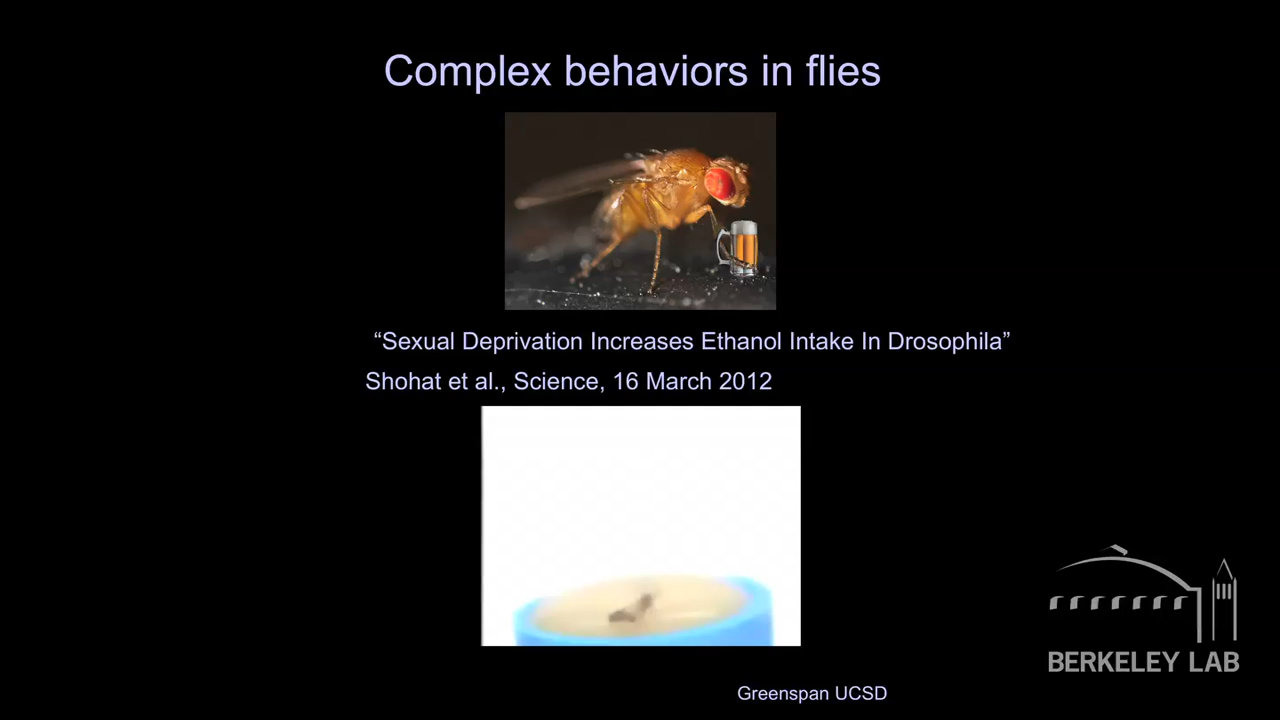 Complex behaviors in flies
“Sexual Deprivation Increases Ethanol Intake In Drosophila”
Shohat et al., Science, 16 March 2012
BERKELEY LAB
Greenspan UCSD